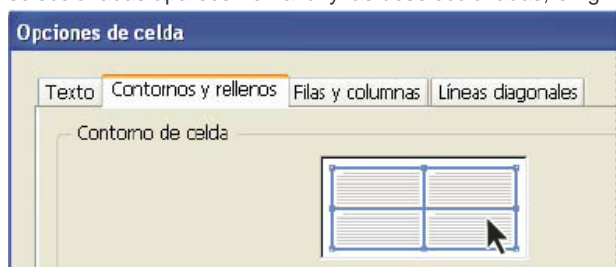 Opciones de celda
Texto Contornos y rellenos Filas y columnas Líneas diagonales
Contorno de celda